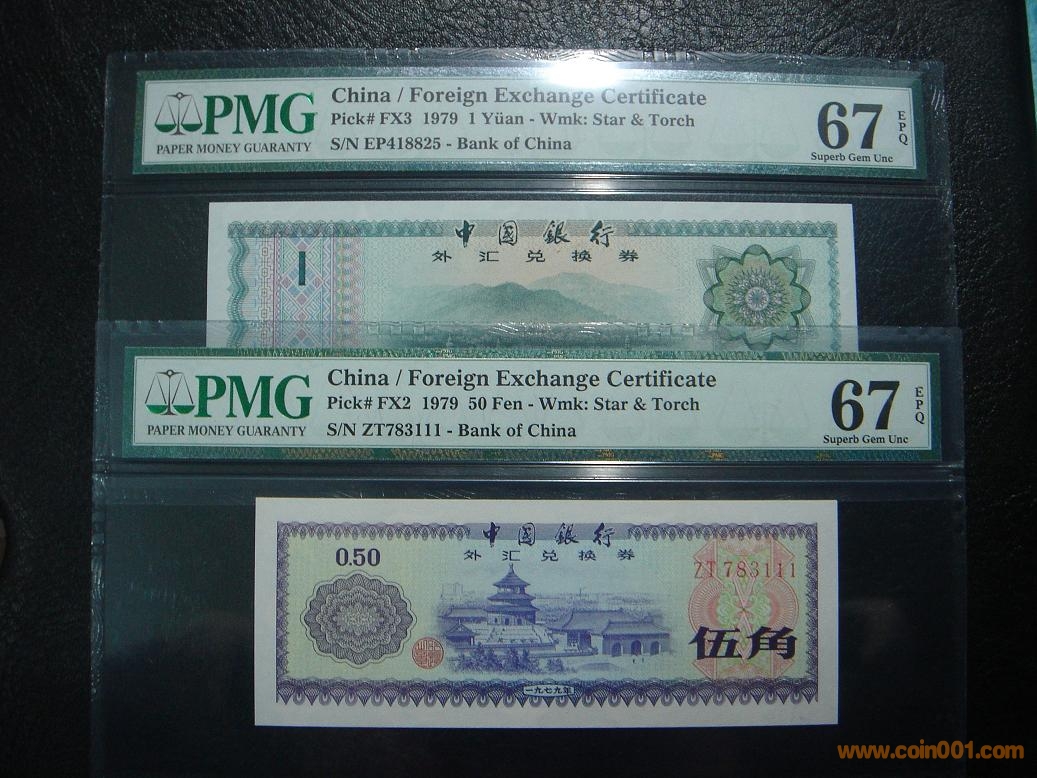 PMG
PAPER MONEY GUARANTY
China / Foreign Exchange Certificate
Pick# FX3 1979 1 Yüan - Wmk: Star & Torch
S/N EP418825 - Bank of China
67
EPQ
Superb Gem Unc
中國銀行
外汇兑换券
1
PMG
PAPER MONEY GUARANTY
China / Foreign Exchange Certificate
Pick# FX2 1979 50 Fen - Wmk: Star & Torch
S/N ZT783111 - Bank of China
67
EPQ
Superb Gem Unc
中國銀行
外汇兑换券
0.50
ZT783111
伍角
一九七九年
www.coin001.com